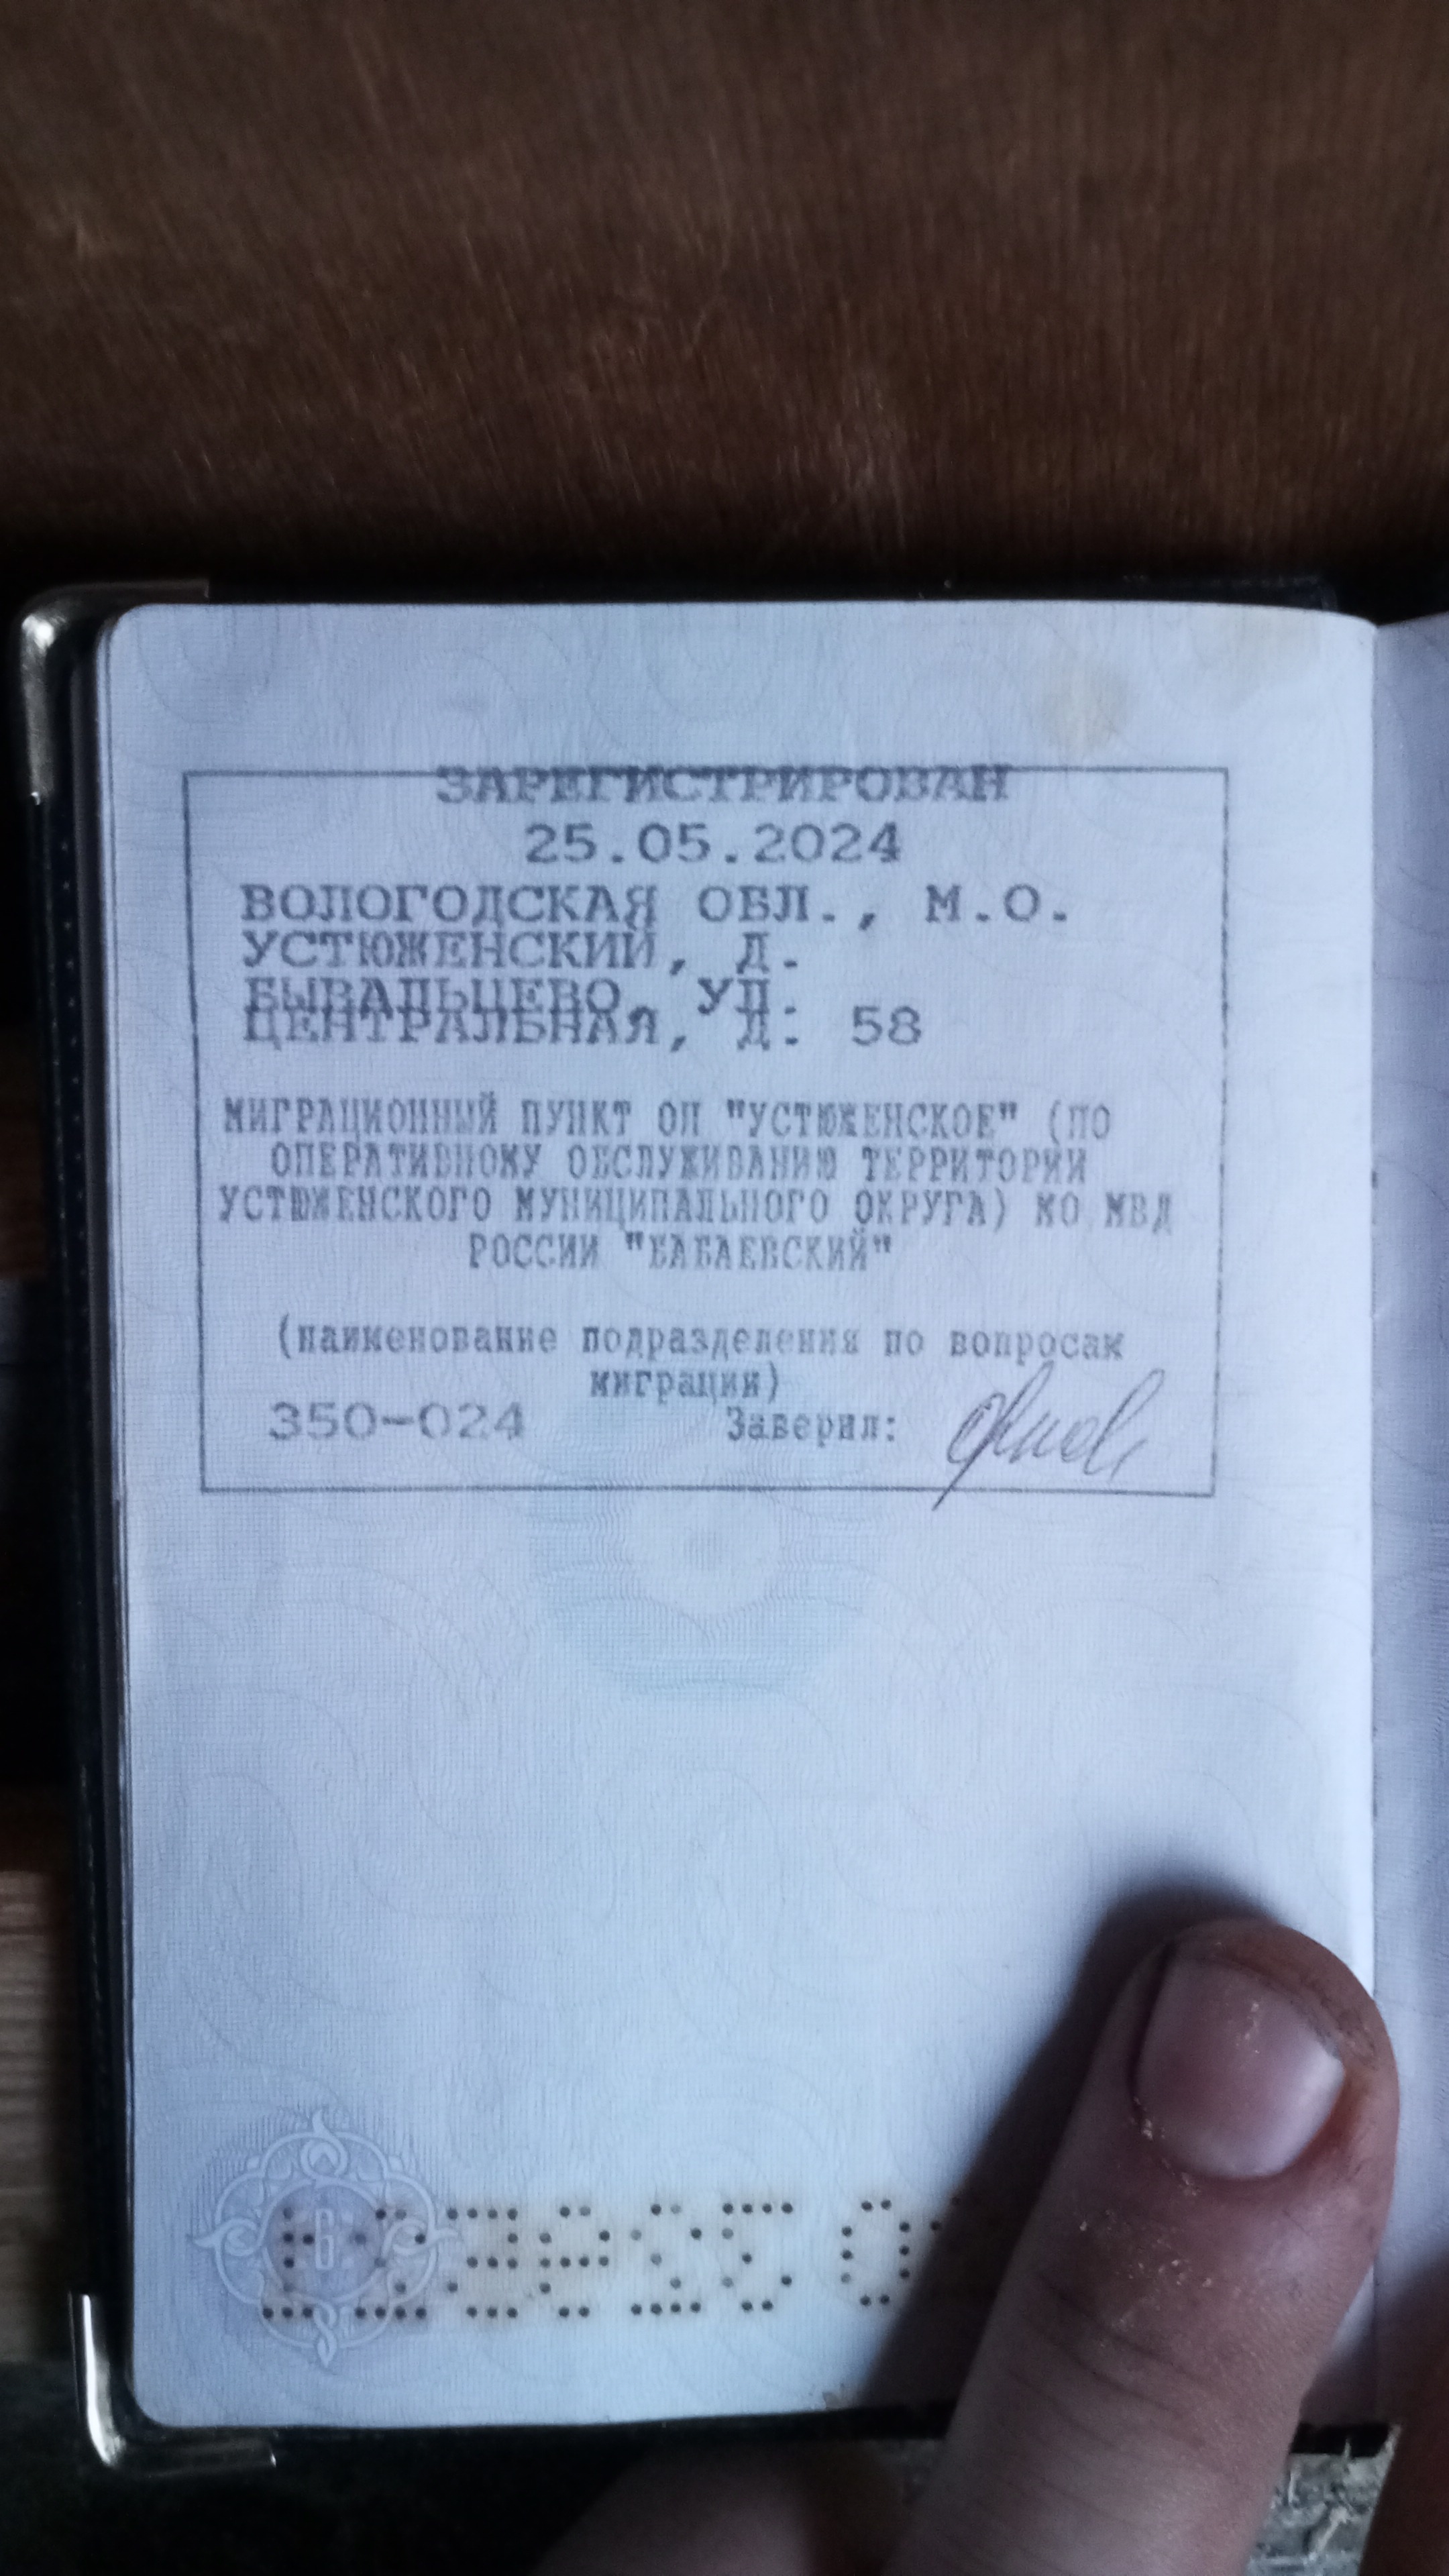 ЗАРЕГИСТРИРОВАН
25.05.2024
ВОЛОГОДСКАЯ ОБЛ., М.О.
УСТЮЖЕНСКИЙ, Д.
БЫВАЛЬЦЕВО, УЛ.
ЦЕНТРАЛЬНАЯ, Д. 58
МИГРАЦИОННЫЙ ПУНКТ ОП "УСТЮЖЕНСКОЕ" (ПО
ОПЕРАТИВНОМУ ОБСЛУЖИВАНИЮ ТЕРРИТОРИИ
УСТЮЖЕНСКОГО МУНИЦИПАЛЬНОГО ОКРУГА) МО МВД
РОССИИ "БАБАЕВСКИЙ"
(наименование подразделения по вопросам
миграции)
350-024 Заверил:
6